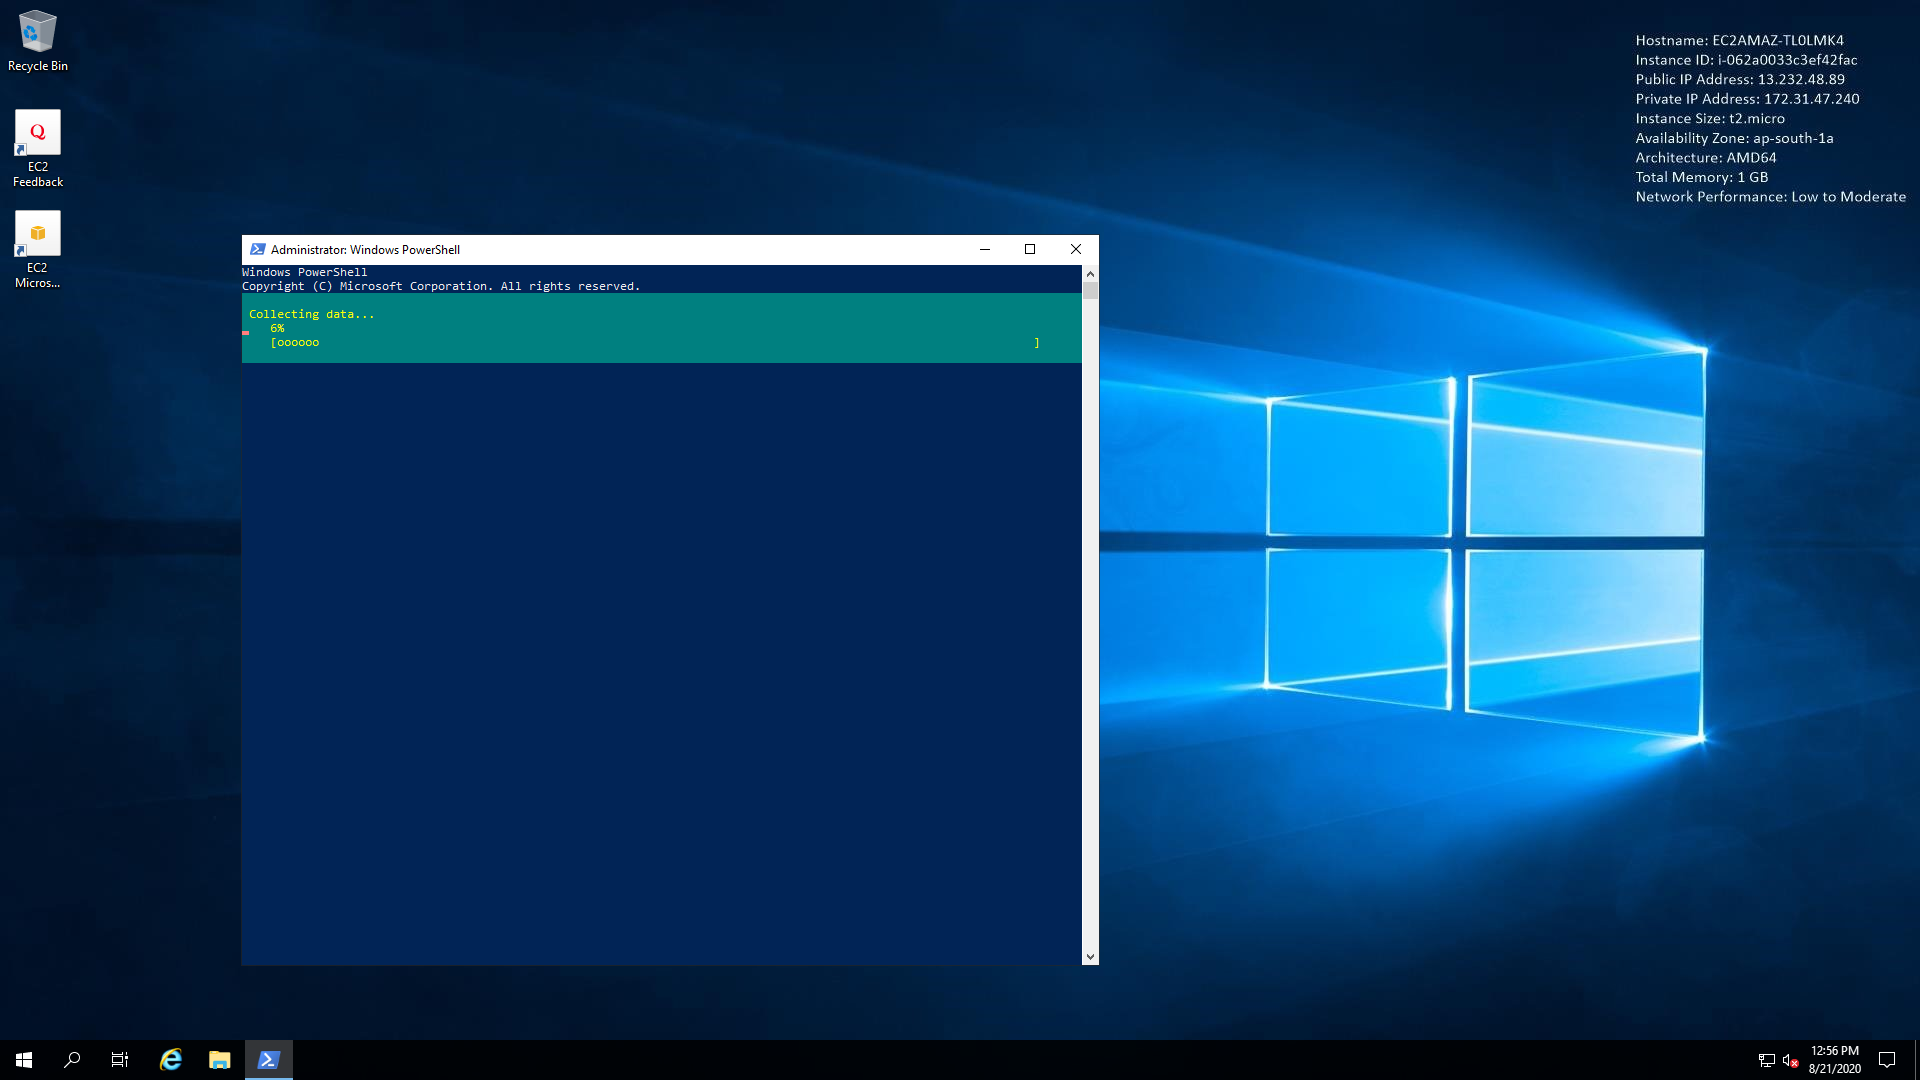 Recycle Bin
Q
EC2
Feedback
EC2
Micros...
Hostname: EC2AMAZ-TL0LMK4
Instance ID: i-062a0033c3ef42fac
Public IP Address: 13.232.48.89
Private IP Address: 172.31.47.240
Instance Size: t2.micro
Availability Zone: ap-south-1a
Architecture: AMD64
Total Memory: 1 GB
Network Performance: Low to Moderate
Administrator: Windows PowerShell
Windows PowerShell
Copyright (C) Microsoft Corporation. All rights reserved.
Collecting data...
6%
[oooooo ]
12:56 PM
8/21/2020